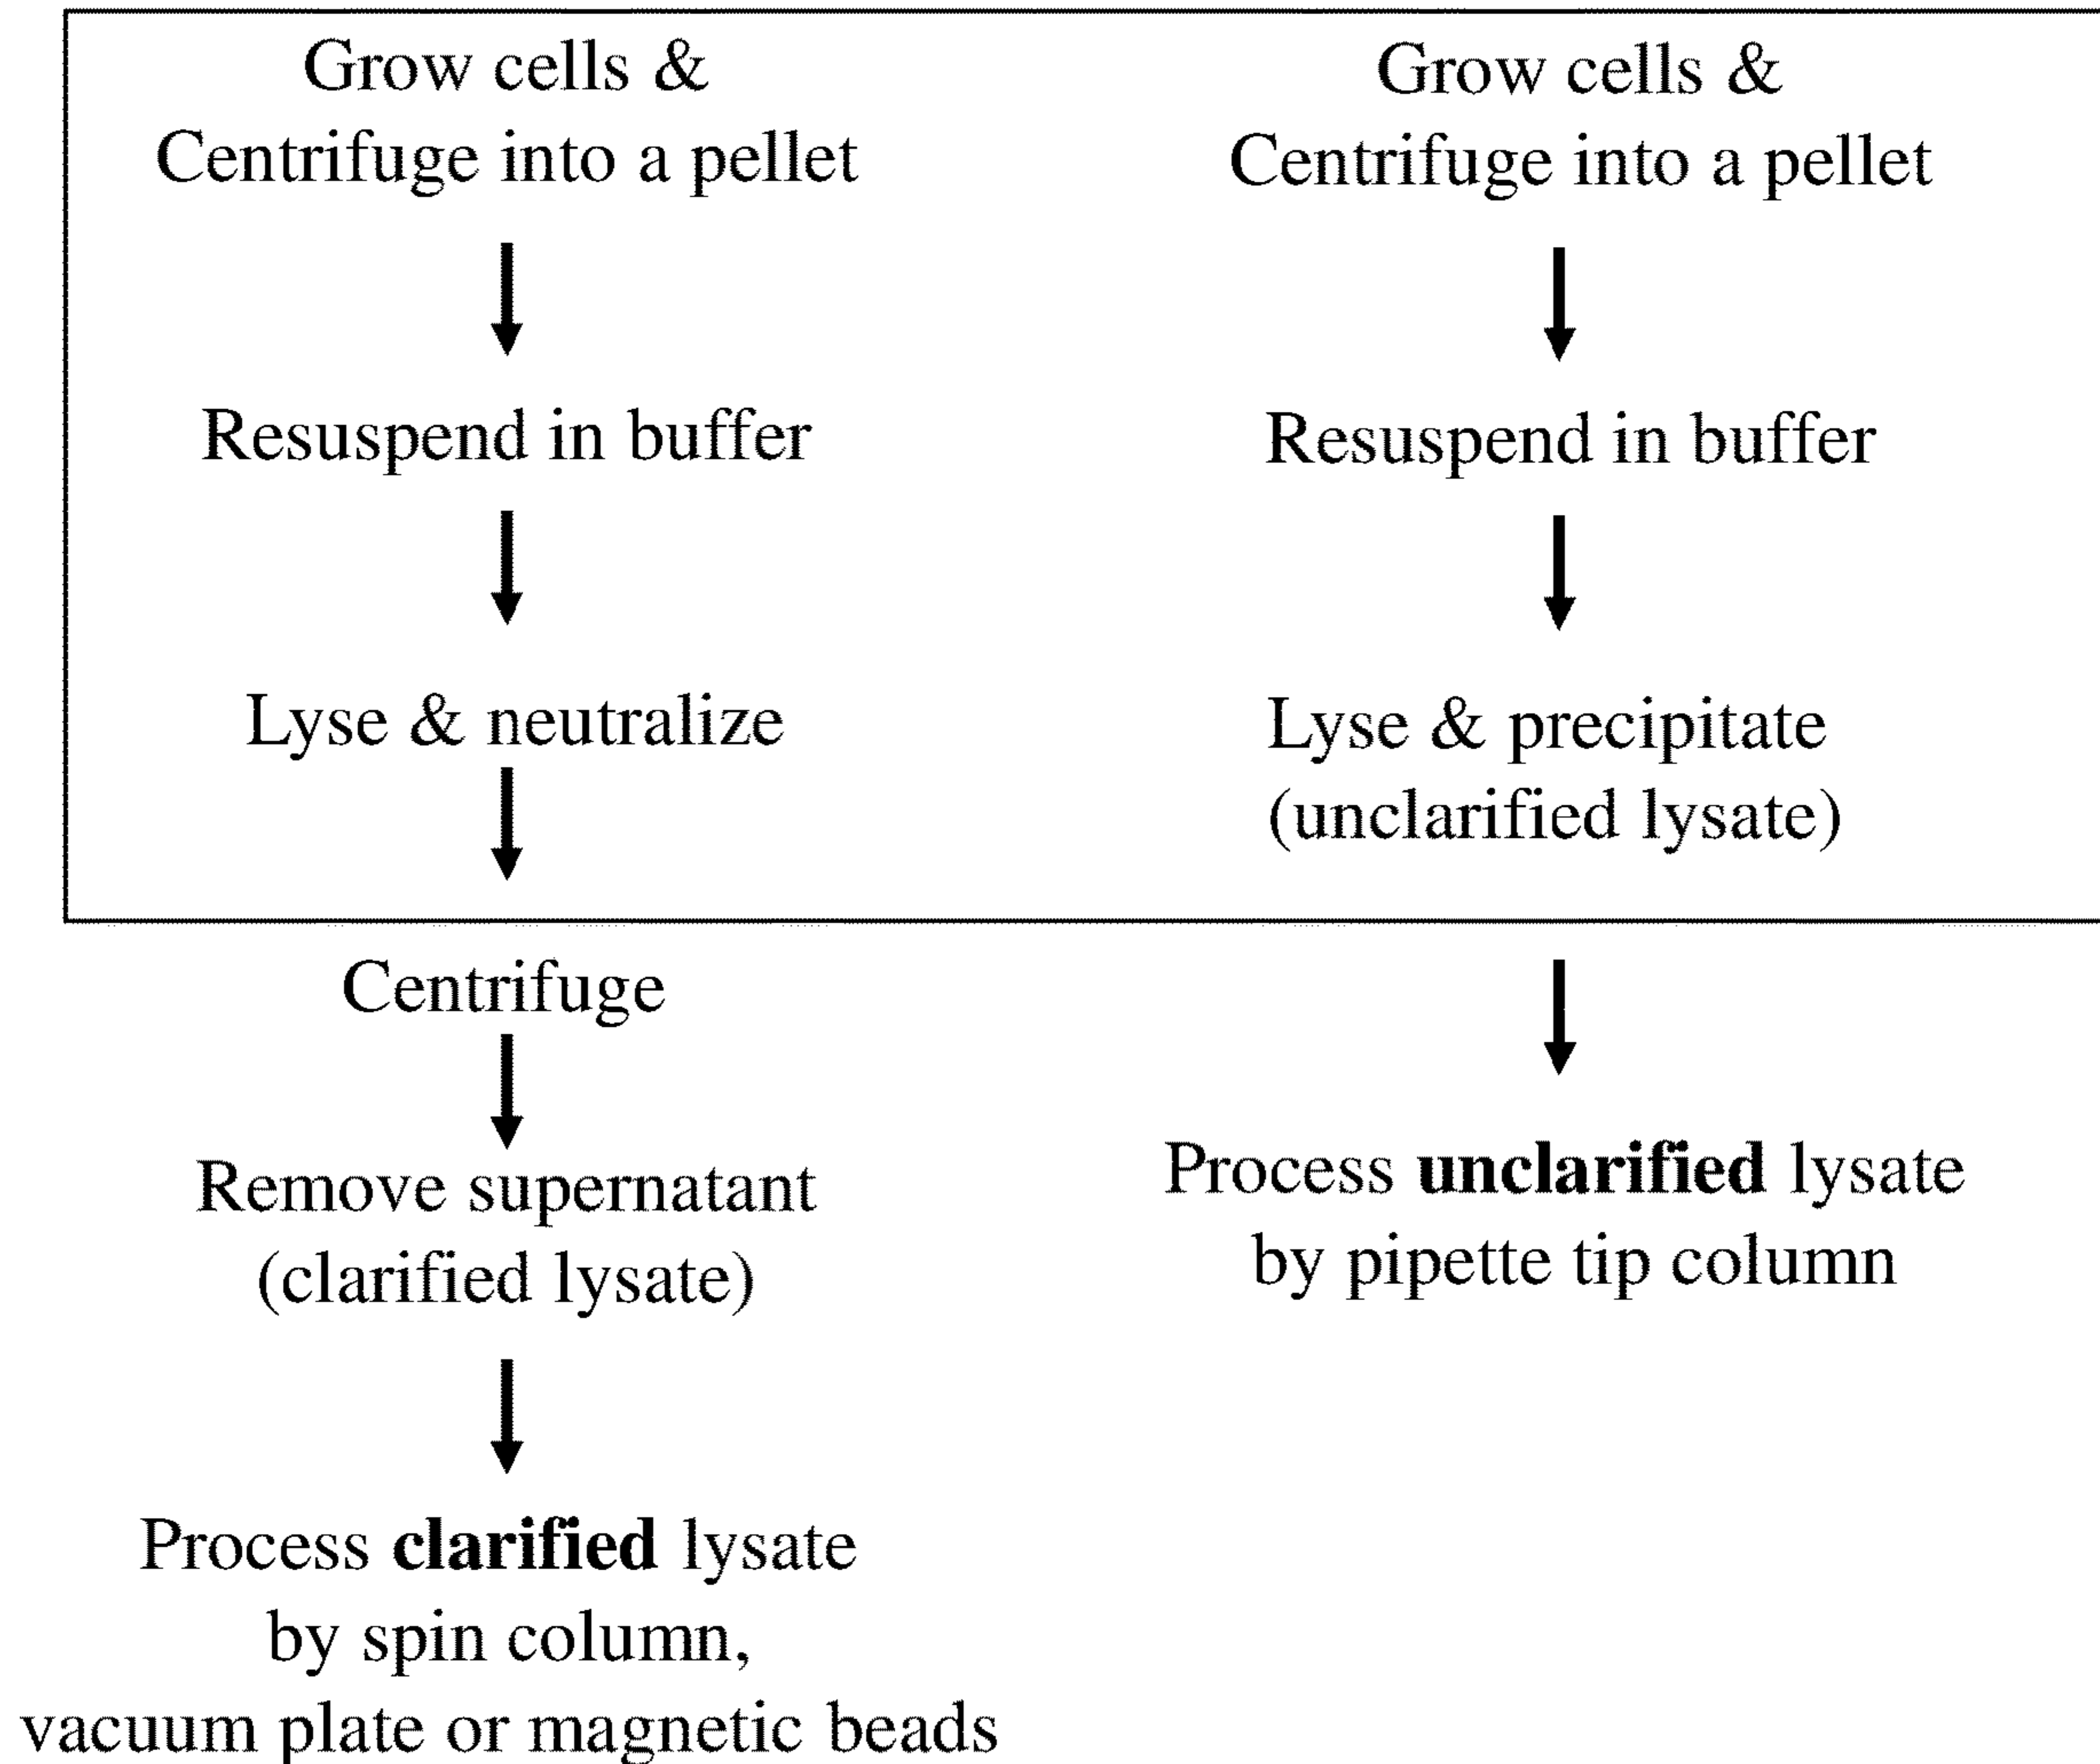 Grow cells &
Centrifuge into a pellet
Resuspend in buffer
Lyse & neutralize
Centrifuge
Remove supernatant
(clarified lysate)
Process clarified lysate
by spin column,
vacuum plate or magnetic beads
Grow cells &
Centrifuge into a pellet
Resuspend in buffer
Lyse & precipitate
(unclarified lysate)
Process unclarified lysate
by pipette tip column